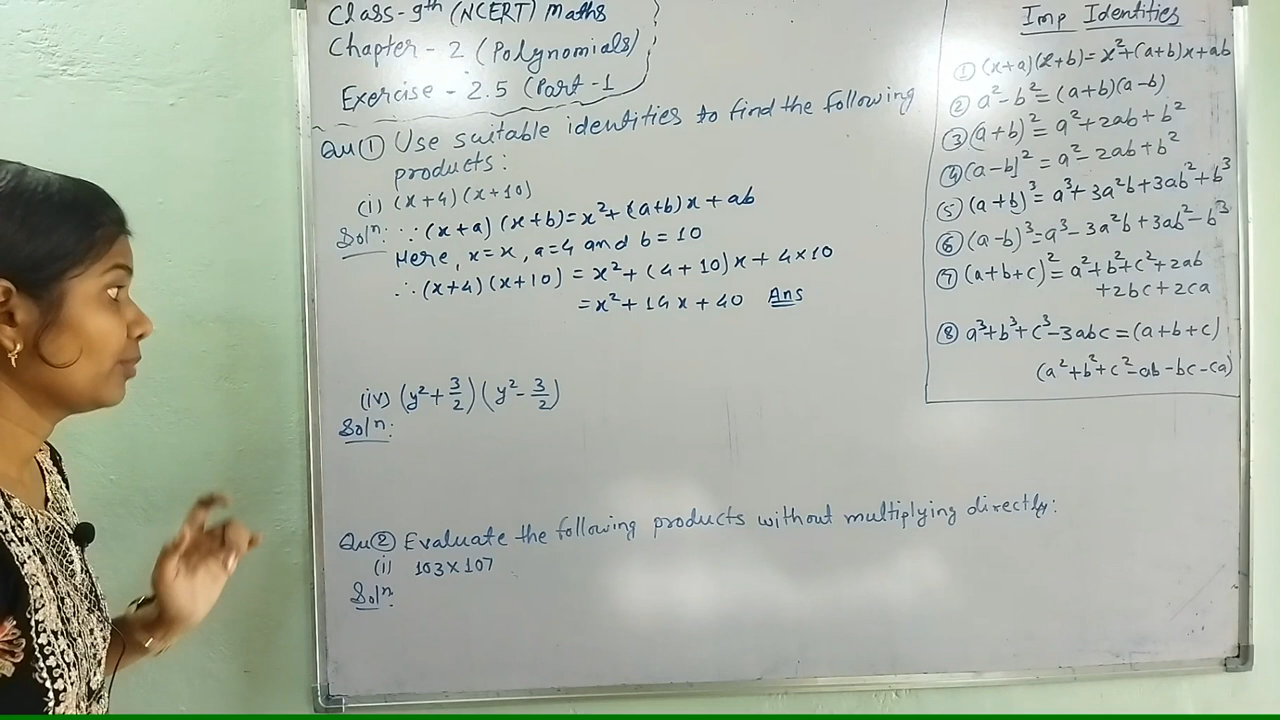 Class-9th (NCERT) Maths
Chapter - 2 (Polynomials)
Exercise - 2.5 (Part -1
Qu ① Use suitable identities to find the following
products:
(i) (x+4)(x+10)
Solⁿ: ∵ (x+a)(x+b)=x²+(a+b)x+ab
Here, x=x, a=4 and b=10
∴ (x+4)(x+10) = x²+(4+10)x+4×10
=x²+14x+40 Ans
(iv) (y²+3/2)(y²-3/2)
Solⁿ:
Qu ② Evaluate the following products without multiplying directly:
(i) 103×107
Solⁿ:
Imp Identities
① (x+a)(x+b)=x²+(a+b)x+ab
② a²-b²=(a+b)(a-b)
③ (a+b)²=a²+2ab+b²
④ (a-b]²=a²-2ab+b²
⑤ (a+b)³=a³+3a²b+3ab²+b³
⑥ (a-b)³=a³-3a²b+3ab²-b³
⑦ (a+b+c)²=a²+b²+c²+2ab
+2bc+2ca
⑧ a³+b³+c³-3abc=(a+b+c)
(a²+b²+c²-ab-bc-ca)